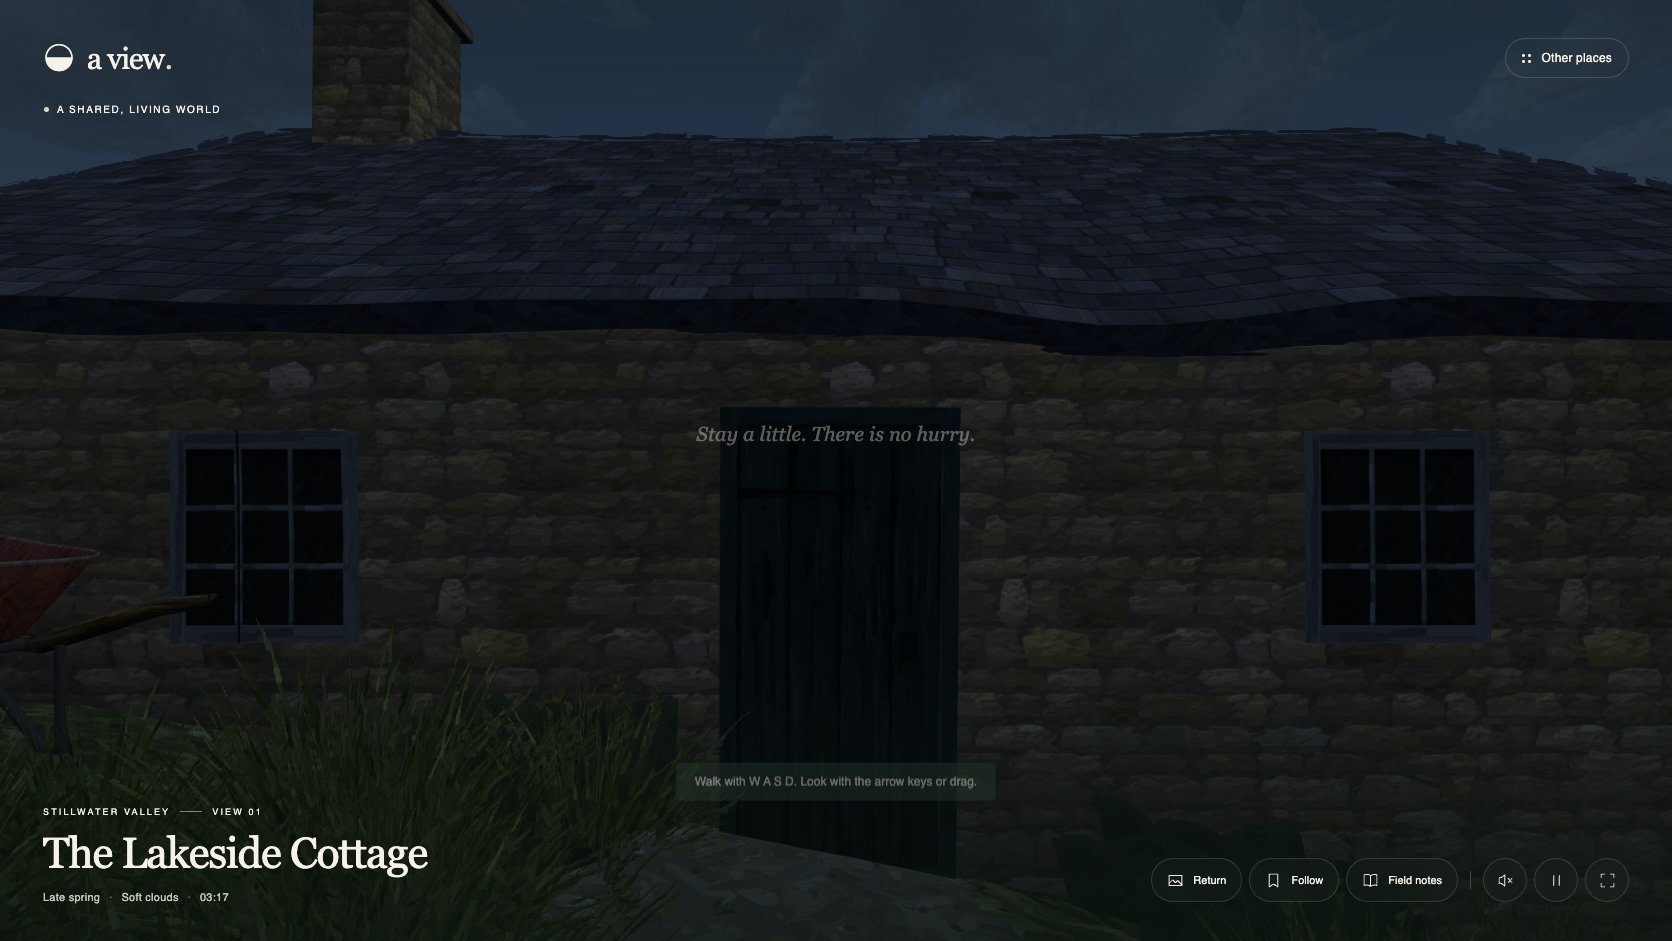 a view.
Other places
A SHARED, LIVING WORLD
Stay a little. There is no hurry.
Walk with W A S D. Look with the arrow keys or drag.
STILLWATER VALLEY — VIEW 01
The Lakeside Cottage
Late spring · Soft clouds · 03:17
Return
Follow
Field notes